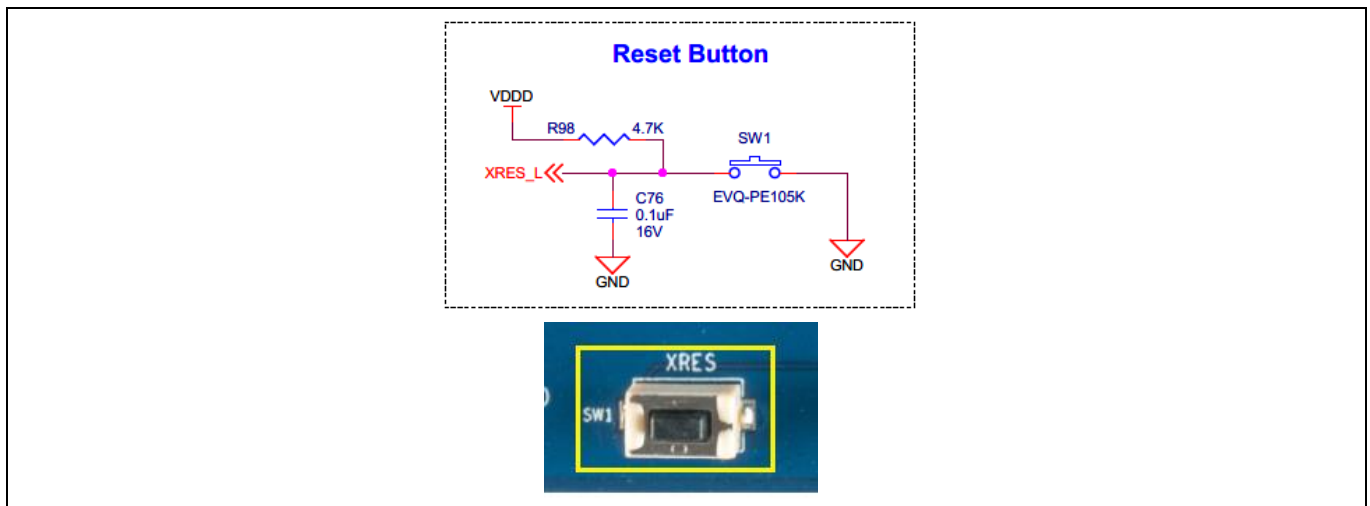 Reset Button
VDDD
R98 4.7K
SW1
XRES_L
EVQ-PE105K
C76
0.1uF
16V
GND
GND
XRES
SW1